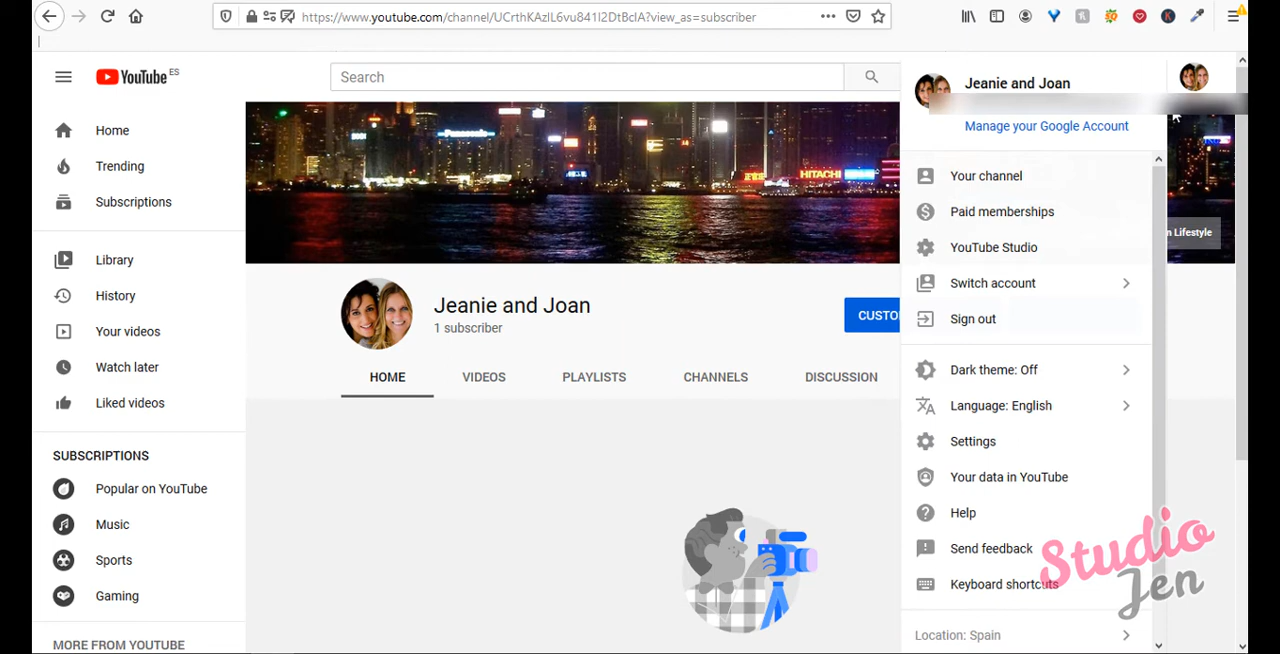 https://www.youtube.com/channel/UCrthKAzlL6vu841I2DtBcIA?view_as=subscriber
YouTube ES
Search
Jeanie and Joan
Manage your Google Account
Home
Trending
Subscriptions
Library
History
Your videos
Watch later
Liked videos
SUBSCRIPTIONS
Popular on YouTube
Music
Sports
Gaming
MORE FROM YOUTUBE
Panasonic
HITACHI
n Lifestyle
Jeanie and Joan
1 subscriber
CUSTO
HOME VIDEOS PLAYLISTS CHANNELS DISCUSSION
Your channel
Paid memberships
YouTube Studio
Switch account
Sign out
Dark theme: Off
Language: English
Settings
Your data in YouTube
Help
Send feedback
Keyboard shortcuts
Location: Spain
Studio
Jen